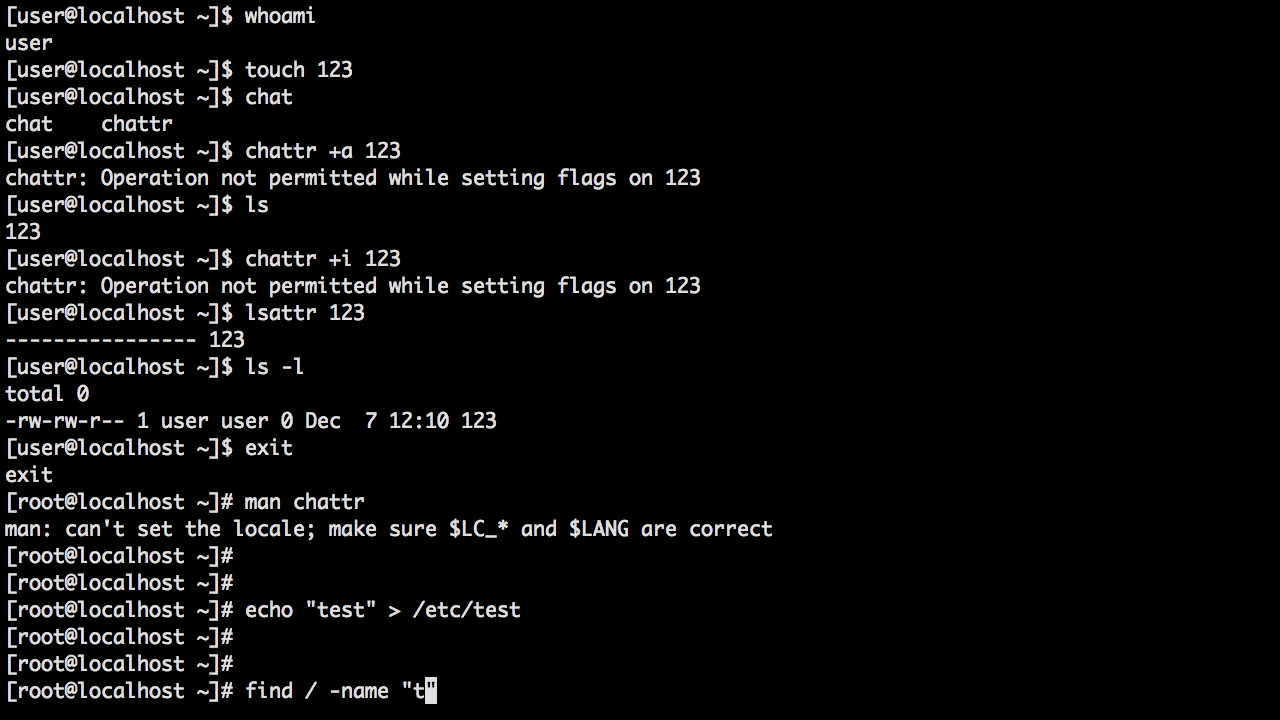 [user@localhost ~]$ whoami
user
[user@localhost ~]$ touch 123
[user@localhost ~]$ chat
chat    chattr
[user@localhost ~]$ chattr +a 123
chattr: Operation not permitted while setting flags on 123
[user@localhost ~]$ ls
123
[user@localhost ~]$ chattr +i 123
chattr: Operation not permitted while setting flags on 123
[user@localhost ~]$ lsattr 123
---------------- 123
[user@localhost ~]$ ls -l
total 0
-rw-rw-r-- 1 user user 0 Dec  7 12:10 123
[user@localhost ~]$ exit
exit
[root@localhost ~]# man chattr
man: can't set the locale; make sure $LC_* and $LANG are correct
[root@localhost ~]#
[root@localhost ~]#
[root@localhost ~]# echo "test" > /etc/test
[root@localhost ~]#
[root@localhost ~]#
[root@localhost ~]# find / -name "t"